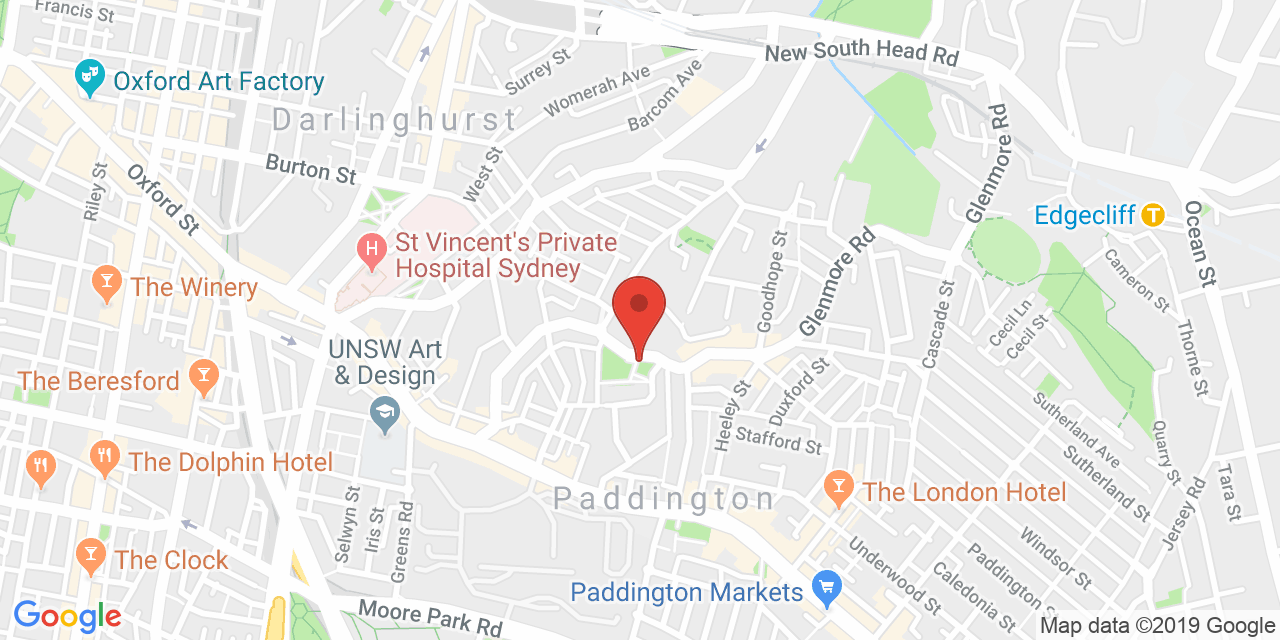 Francis St
New South Head Rd
Surrey St
Womerah Ave
Oxford Art Factory
Barcom Ave
Darlinghurst
Glenmore Rd
Burton St
West St
Riley St
Oxford St
Edgecliff
T
Ocean St
H
St Vincent's Private
Hospital Sydney
Goodhope St
Glenmore Rd
Cameron St
The Winery
Cecil Ln
Cecil St
Cascade St
Thorne St
UNSW Art
& Design
The Beresford
Duxford St
Heeley St
Stafford St
Sutherland Ave
Sutherland St
Quarry St
The Dolphin Hotel
Paddington
The London Hotel
Tara St
Jersey Rd
Selwyn St
Iris St
Greens Rd
Windsor St
The Clock
Underwood St
Paddington St
Caledonia St
Paddington Markets
Google
Moore Park Rd
Map data ©2019 Google